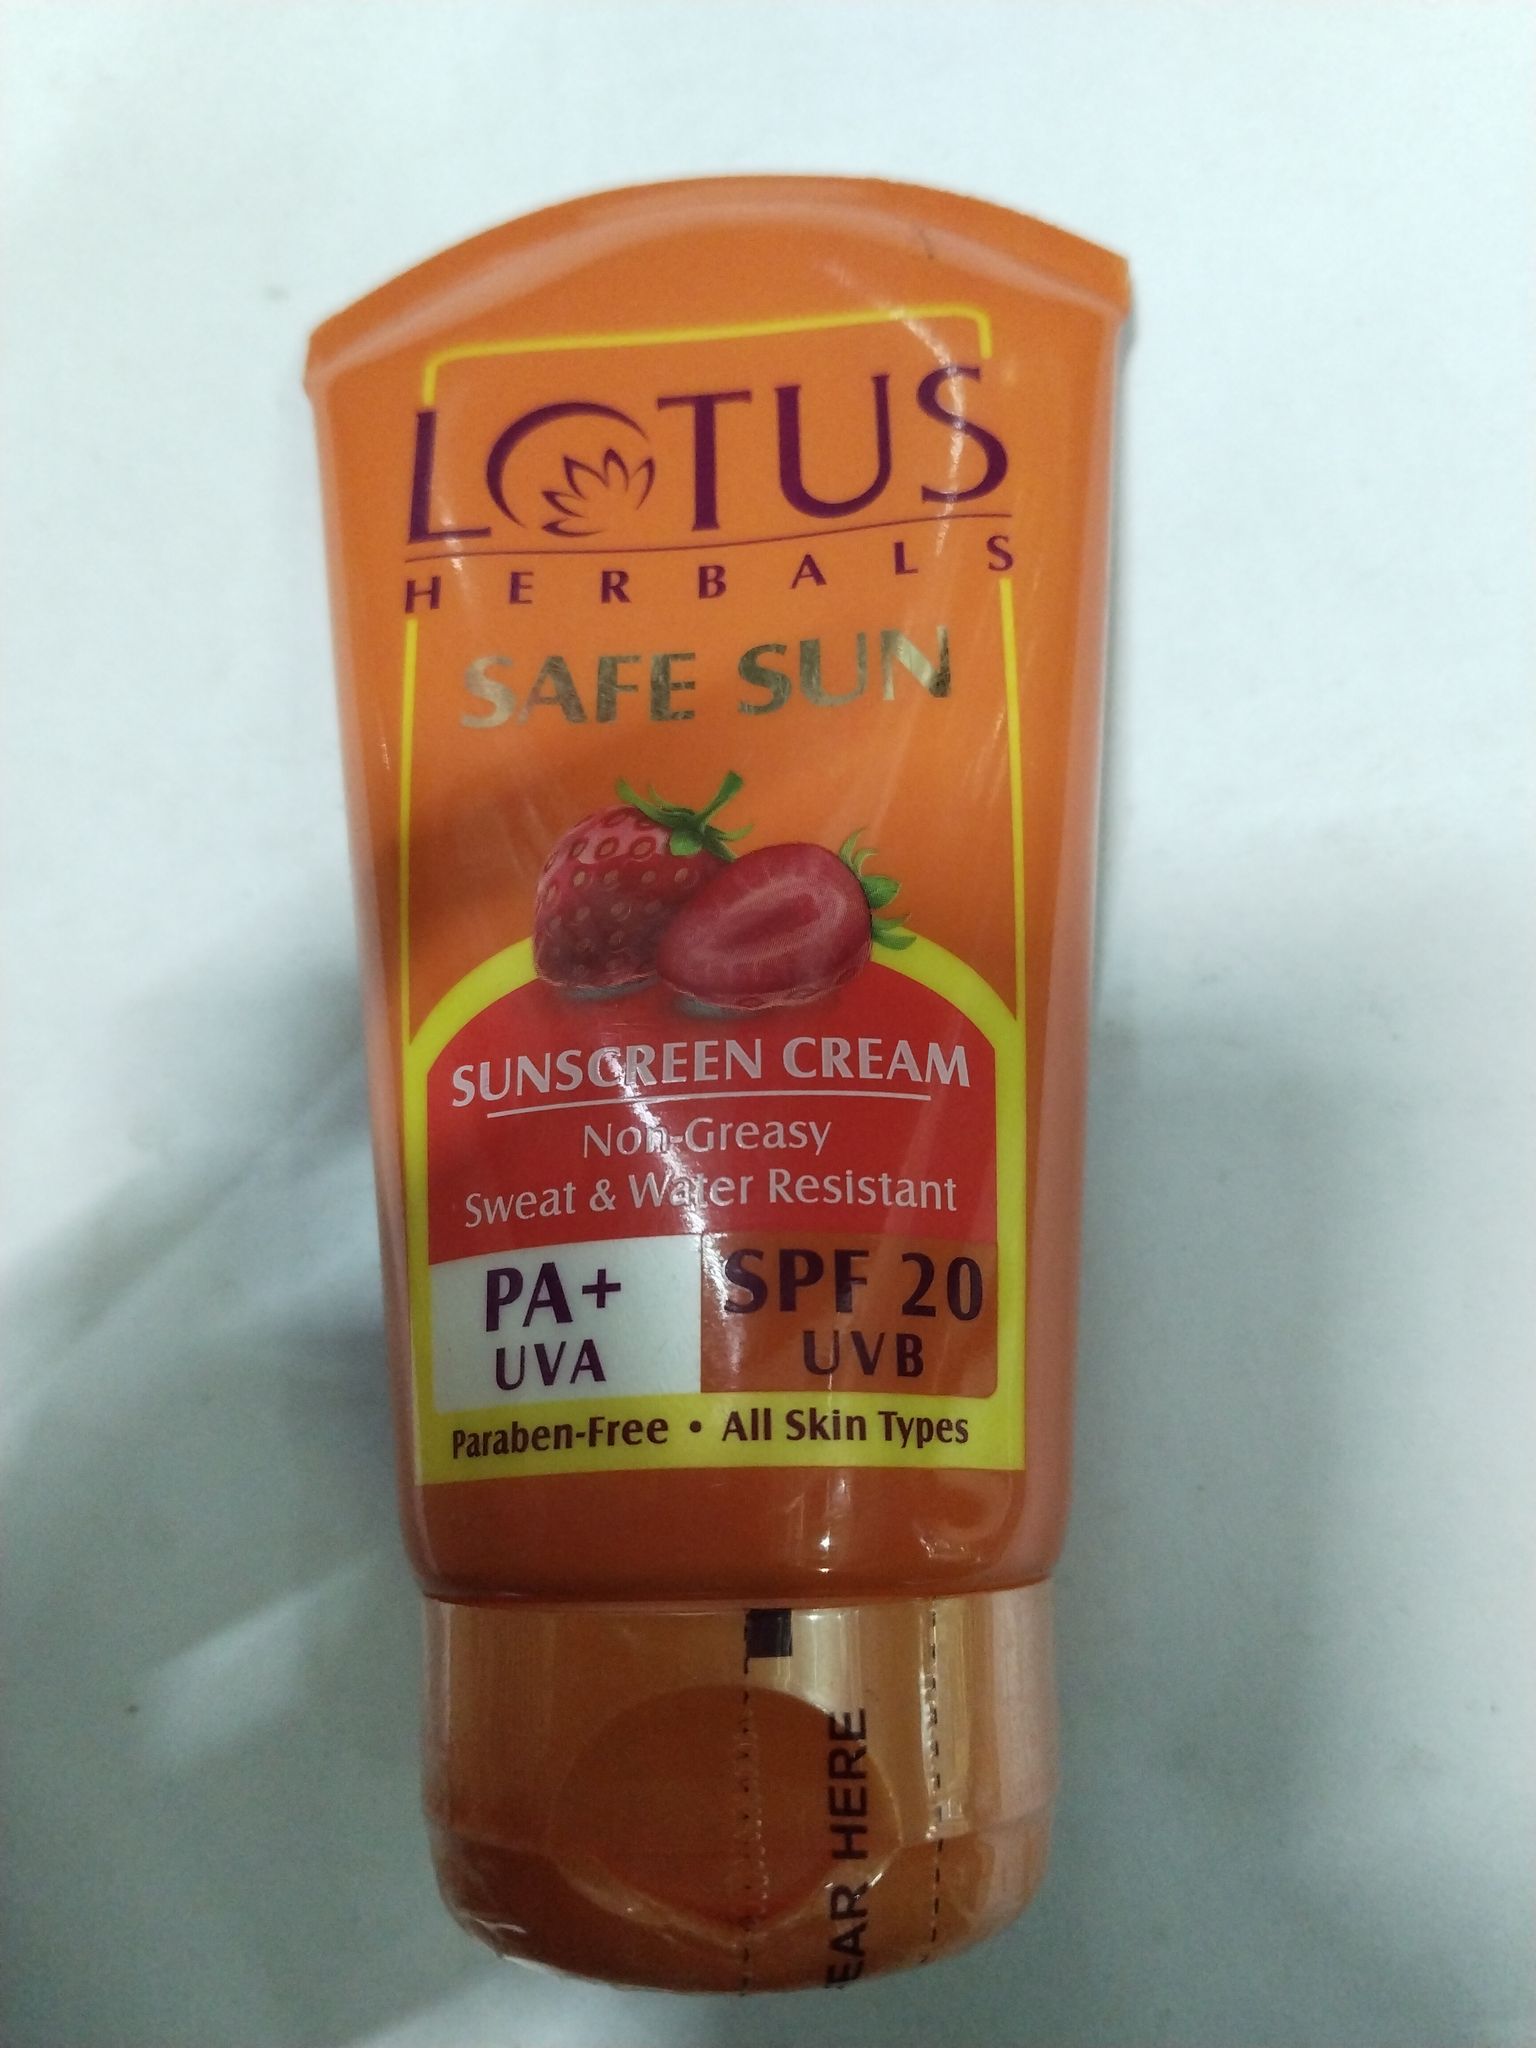 LOTUS
HERBALS
SAFE SUN
SUNSCREEN CREAM
Non-Greasy
Sweat & Water Resistant
PA+
UVA
SPF 20
UVB
Paraben-Free • All Skin Types
EAR HERE